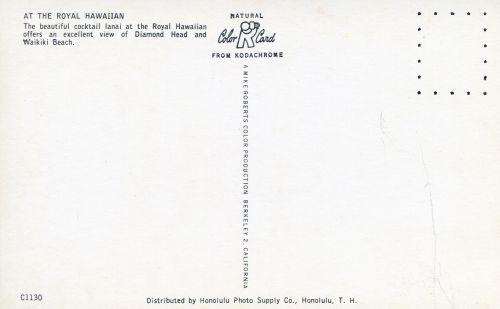 AT THE ROYAL HAWAIIAN
The beautiful cocktail lanai at the Royal Hawaiian
offers an excellent view of Diamond Head and
Waikiki Beach.
NATURAL
Color Card
FROM KODACHROME
A MIKE ROBERTS COLOR PRODUCTION BERKELEY 2, CALIFORNIA
C1130
Distributed by Honolulu Photo Supply Co., Honolulu, T. H.